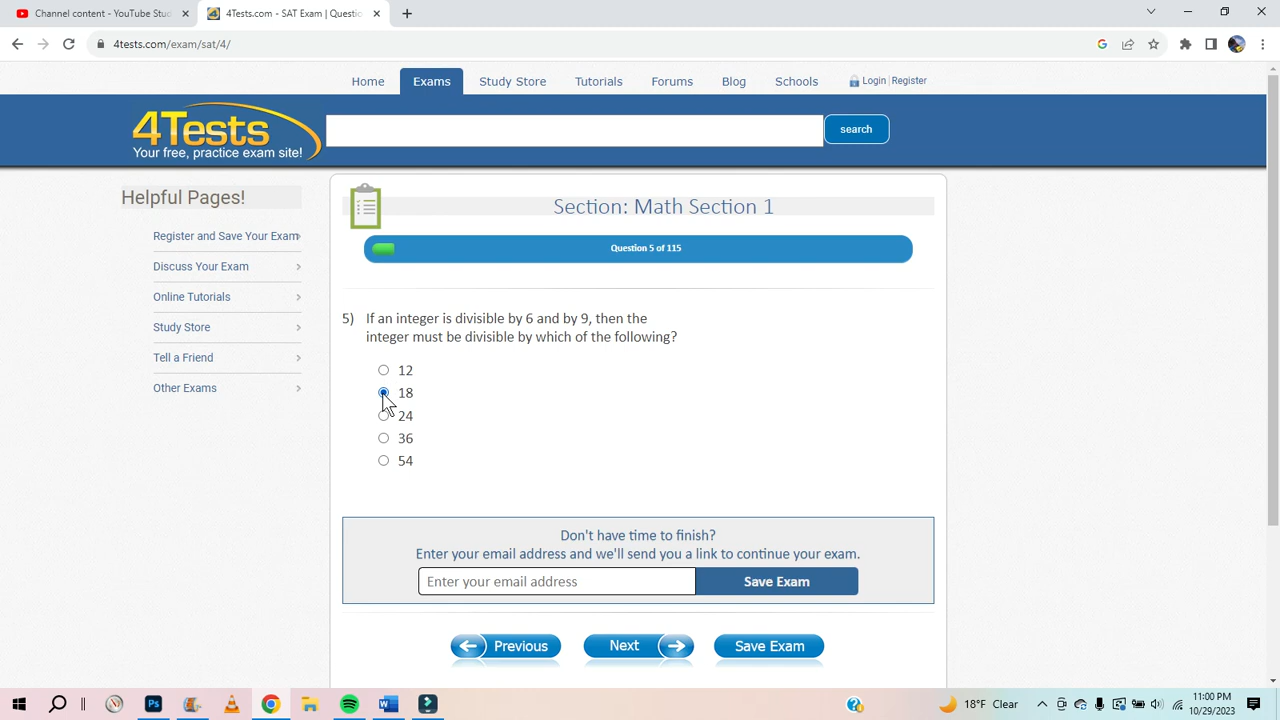 Channel content - YouTube Stud
4Tests.com - SAT Exam | Questio
4tests.com/exam/sat/4/
Home
Exams
Study Store
Tutorials
Forums
Blog
Schools
Login
Register
4Tests
Your free, practice exam site!
search
Helpful Pages!
Register and Save Your Exam
Discuss Your Exam
Online Tutorials
Study Store
Tell a Friend
Other Exams
Section: Math Section 1
Question 5 of 115
5) If an integer is divisible by 6 and by 9, then the
integer must be divisible by which of the following?
12
18
24
36
54
Don't have time to finish?
Enter your email address and we'll send you a link to continue your exam.
Enter your email address
Save Exam
Previous
Next
Save Exam
Ps
W
18°F Clear
11:00 PM
10/29/2023